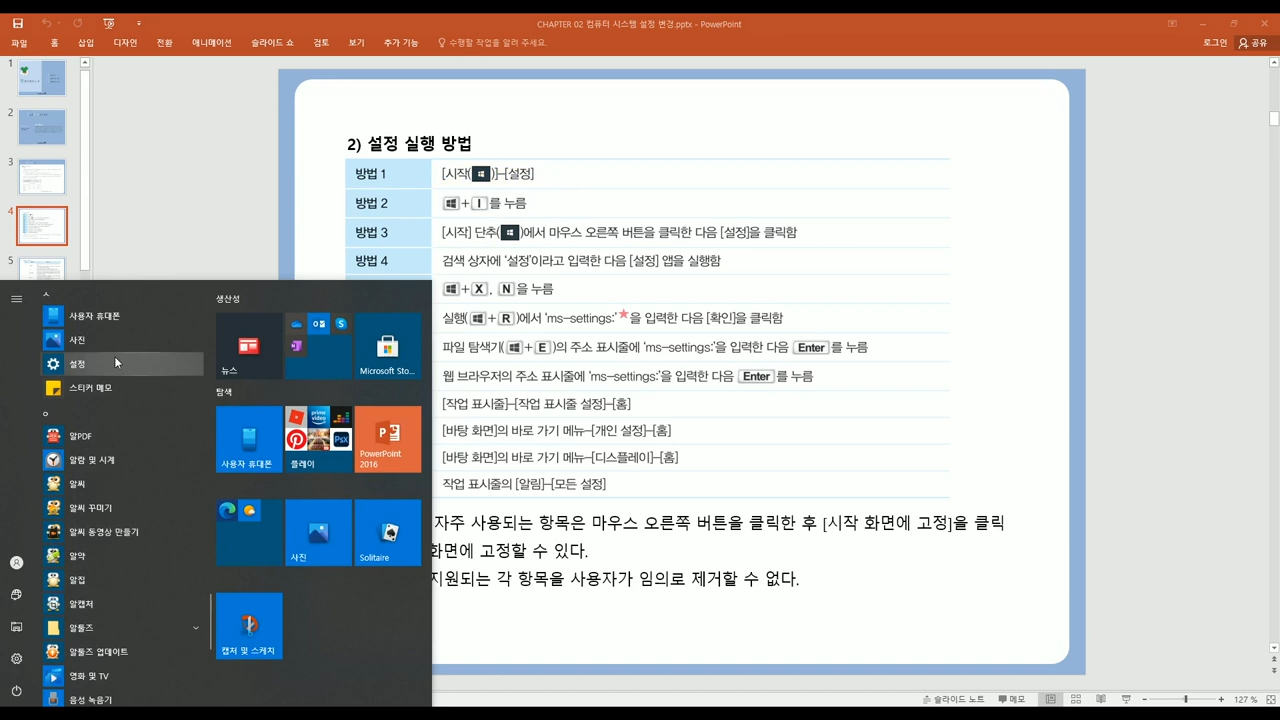 CHAPTER 02 컴퓨터 시스템 설정 변경.pptx - PowerPoint
파일 홈 삽입 디자인 전환 애니메이션 슬라이드 쇼 검토 보기 추가 기능 수행할 작업을 알려 주세요. 로그인 공유
1
2
3
4
5
2) 설정 실행 방법
방법 1 [시작()]–[설정]
방법 2 + I 를 누름
방법 3 [시작] 단추()에서 마우스 오른쪽 버튼을 클릭한 다음 [설정]을 클릭함
방법 4 검색 상자에 '설정'이라고 입력한 다음 [설정] 앱을 실행함
+ X , N 을 누름
실행( + R )에서 'ms-settings:'★을 입력한 다음 [확인]을 클릭함
파일 탐색기( + E )의 주소 표시줄에 'ms-settings:'을 입력한 다음 Enter 를 누름
웹 브라우저의 주소 표시줄에 'ms-settings:'을 입력한 다음 Enter 를 누름
[작업 표시줄]–[작업 표시줄 설정]–[홈]
[바탕 화면]의 바로 가기 메뉴–[개인 설정]–[홈]
[바탕 화면]의 바로 가기 메뉴–[디스플레이]–[홈]
작업 표시줄의 [알림]–[모든 설정]
자주 사용되는 항목은 마우스 오른쪽 버튼을 클릭한 후 [시작 화면에 고정]을 클릭
화면에 고정할 수 있다.
지원되는 각 항목을 사용자가 임의로 제거할 수 없다.
ㅅ
사용자 휴대폰
사진
설정
스티커 메모
ㅇ
알PDF
알람 및 시계
알씨
알씨 꾸미기
알씨 동영상 만들기
알약
알집
알캡처
알툴즈
알툴즈 업데이트
영화 및 TV
음성 녹음기
생산성
뉴스
Microsoft Sto...
탐색
사용자 휴대폰
prime video
PsX
플레이
PowerPoint
2016
사진
Solitaire
캡처 및 스케치
슬라이드 노트 메모 127 %